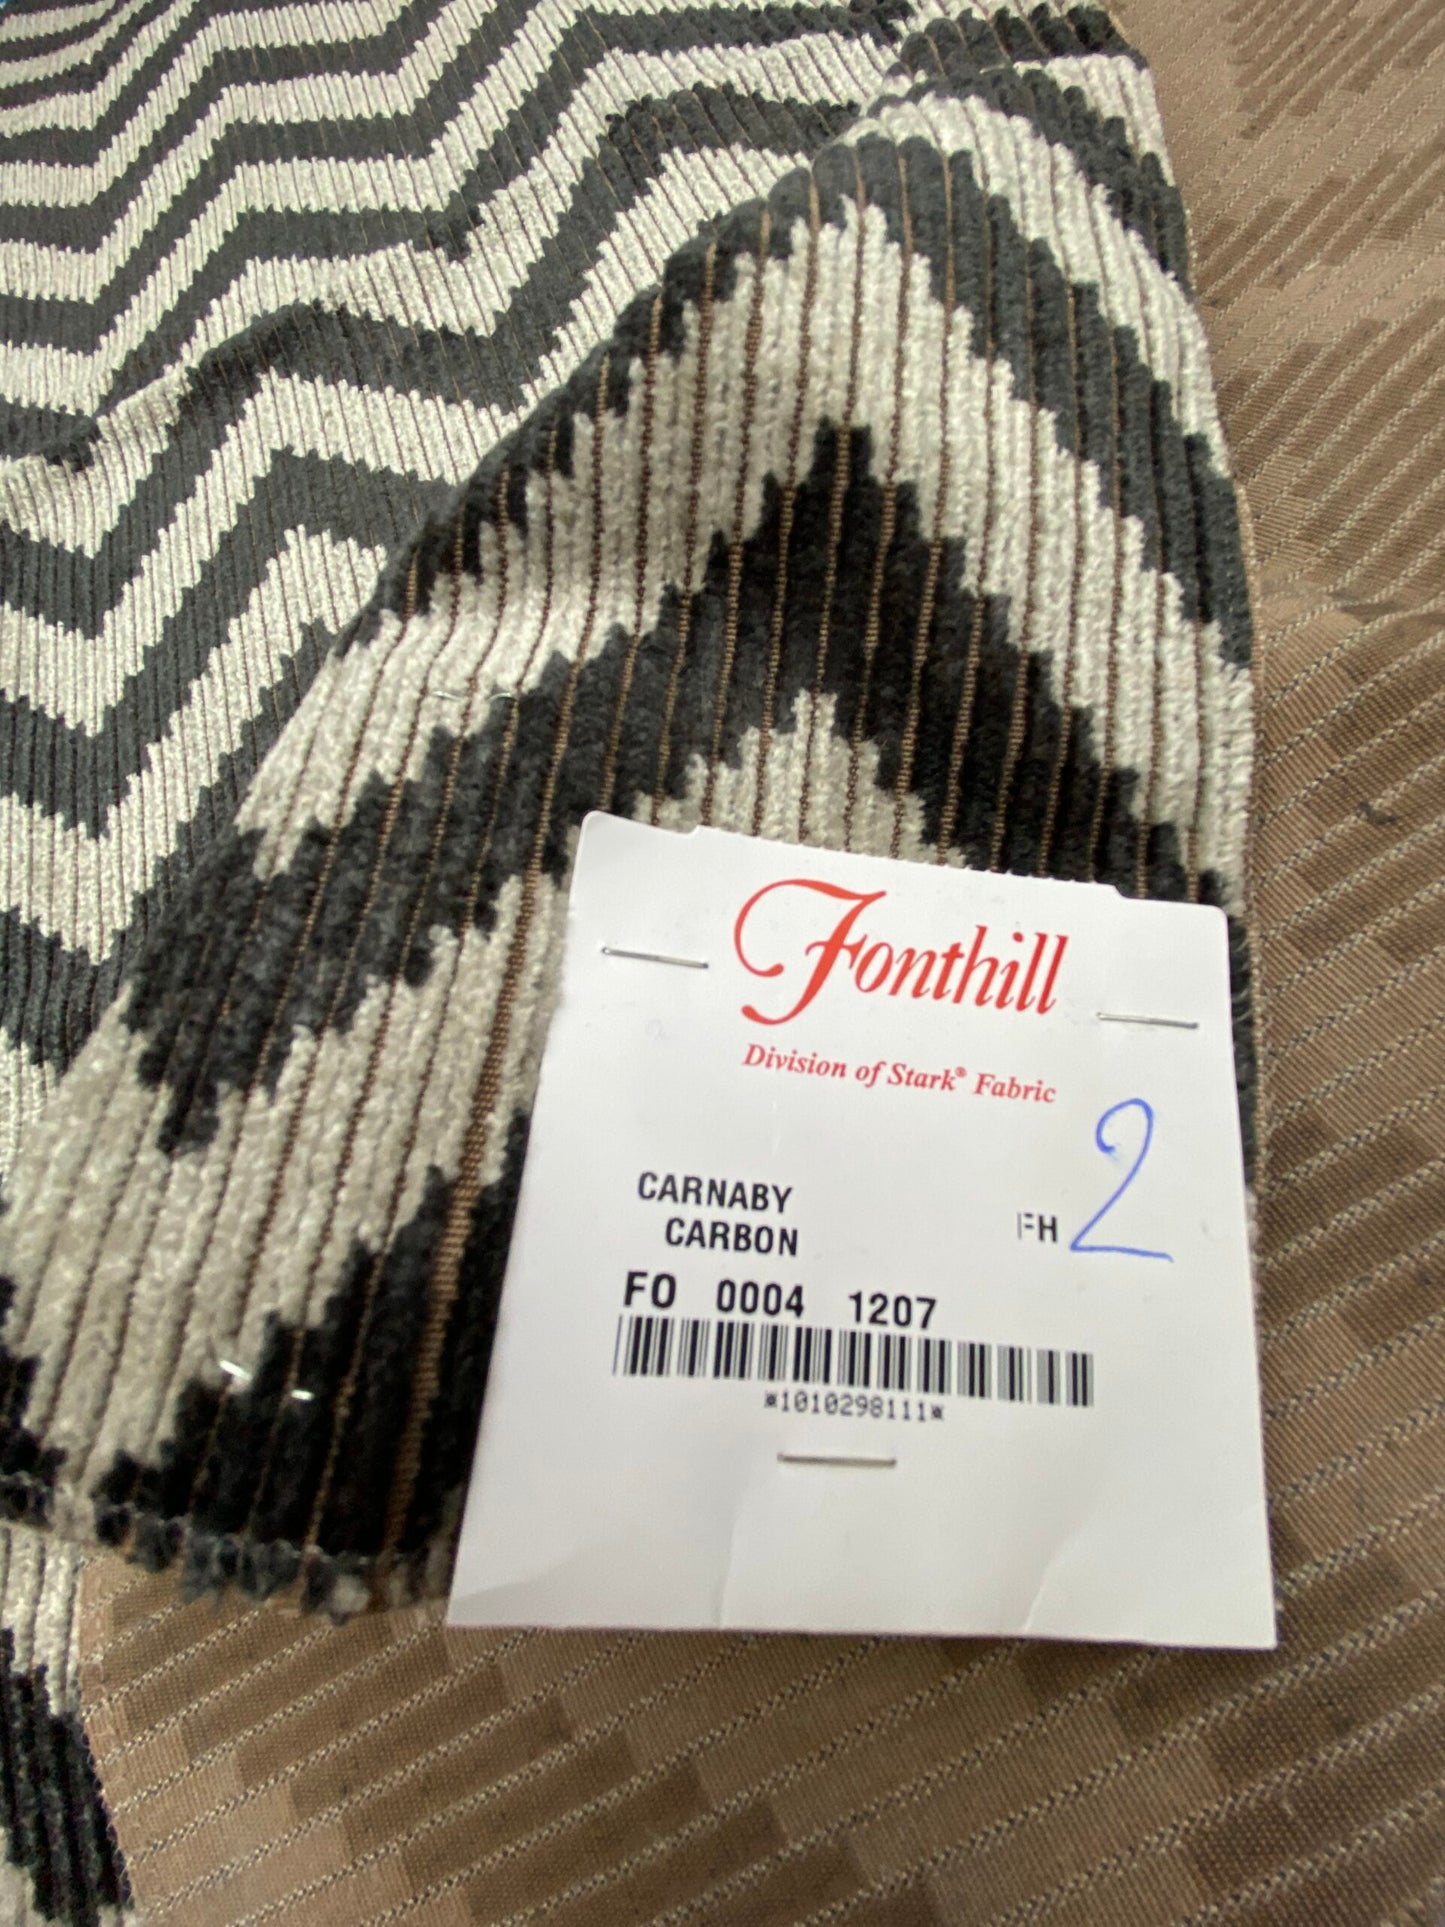 Fonthill
Division of Stark® Fabric
CARNABY
CARBON
FH 2
FO 0004 1207
*1010298111*